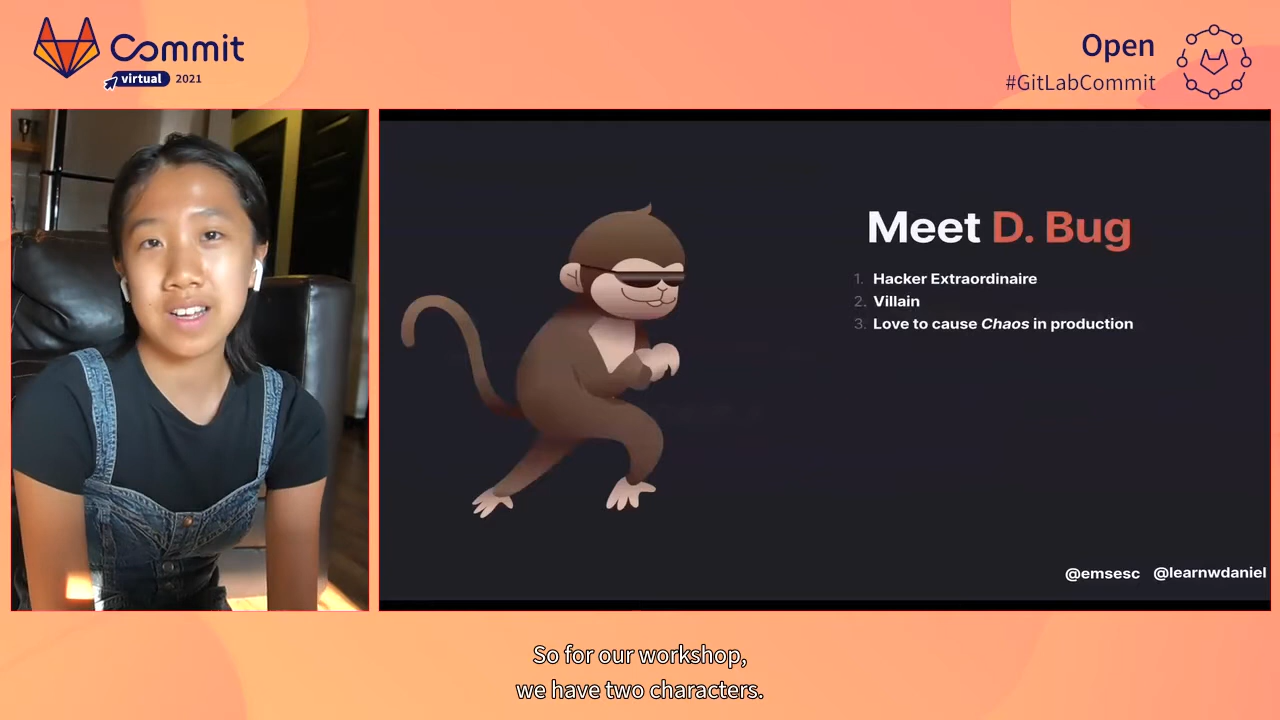 Commit
virtual 2021
Open
#GitLabCommit
Meet D. Bug
1. Hacker Extraordinaire
2. Villain
3. Love to cause Chaos in production
@emsesc @learnwdaniel
So for our workshop,
we have two characters.